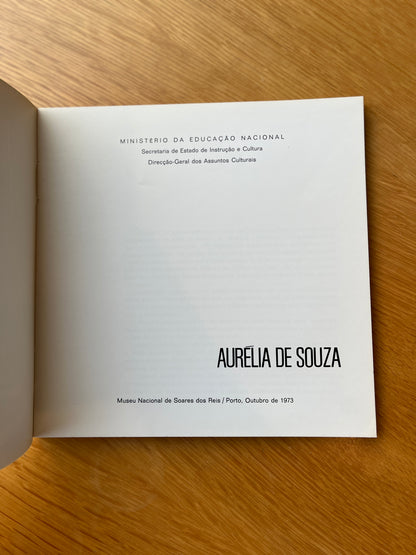 MINISTERIO DA EDUCAÇÃO NACIONAL
Secretaria de Estado de Instrução e Cultura
Direcção-Geral dos Assuntos Culturais
AURÉLIA DE SOUZA
Museu Nacional de Soares dos Reis / Porto, Outubro de 1973